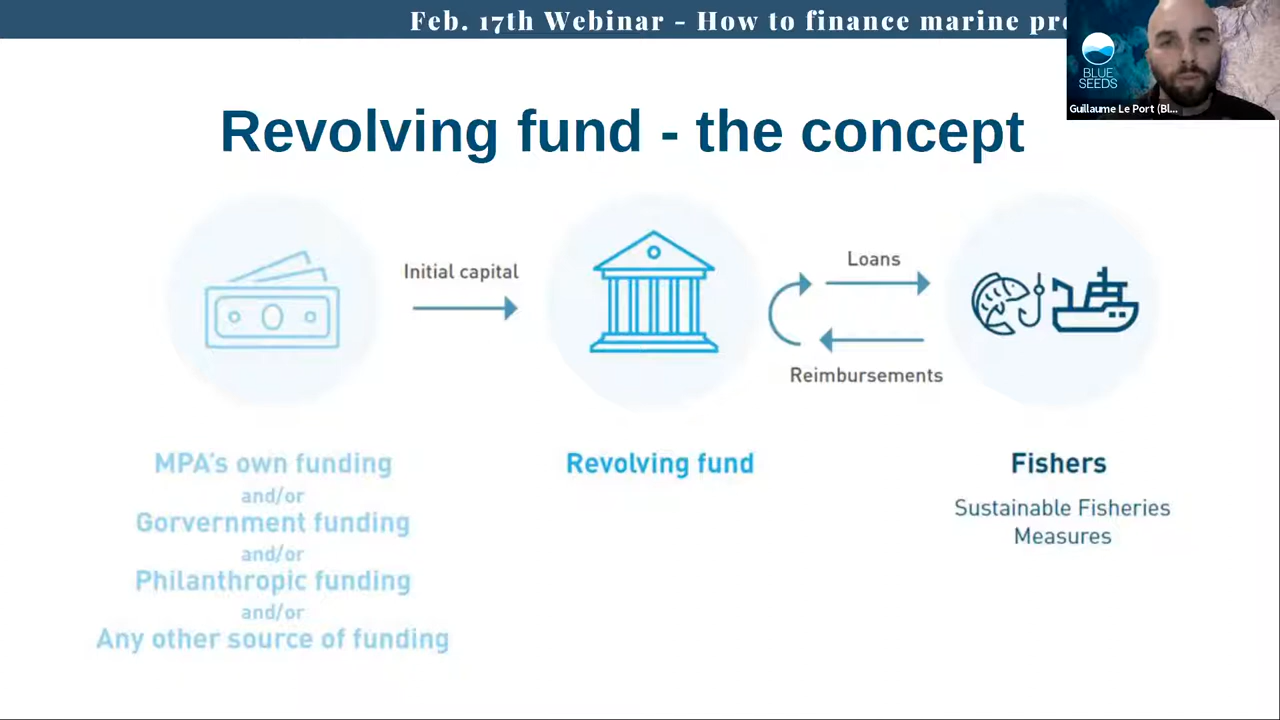 Feb. 17th Webinar - How to finance marine
BLUE
SEEDS
Guillaume Le Port (Bl...
Revolving fund - the concept
Initial capital
Loans
Reimbursements
MPA's own funding
and/or
Gorvernment funding
and/or
Philanthropic funding
and/or
Any other source of funding
Revolving fund
Fishers
Sustainable Fisheries
Measures